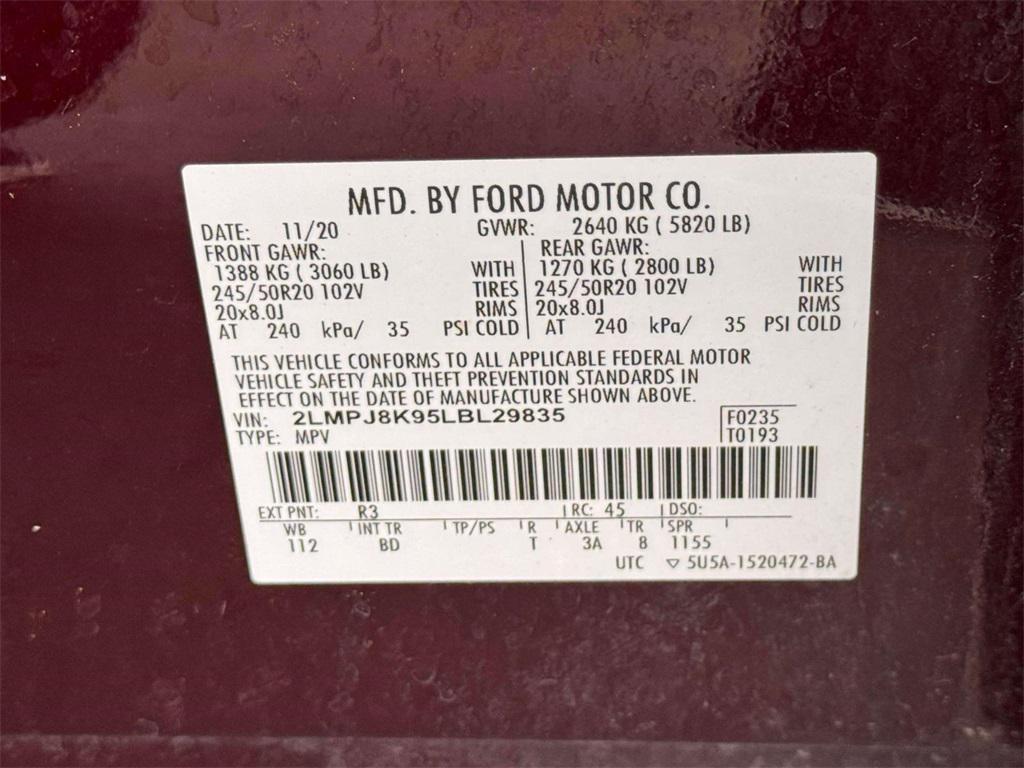 MFD. BY FORD MOTOR CO.
DATE: 11/20 GVWR: 2640 KG ( 5820 LB)
FRONT GAWR: REAR GAWR:
1388 KG ( 3060 LB) WITH 1270 KG ( 2800 LB) WITH
245/50R20 102V TIRES 245/50R20 102V TIRES
20x8.0J RIMS 20x8.0J RIMS
AT 240 kPa/ 35 PSI COLD AT 240 kPa/ 35 PSI COLD
THIS VEHICLE CONFORMS TO ALL APPLICABLE FEDERAL MOTOR
VEHICLE SAFETY AND THEFT PREVENTION STANDARDS IN
EFFECT ON THE DATE OF MANUFACTURE SHOWN ABOVE.
VIN: 2LMPJ8K95LBL29835 F0235
TYPE: MPV T0193
EXT PNT: R3 RC: 45 DSO:
WB INT TR TP/PS R AXLE TR SPR
112 BD T 3A 8 1155
UTC ▽ 5U5A-1520472-BA